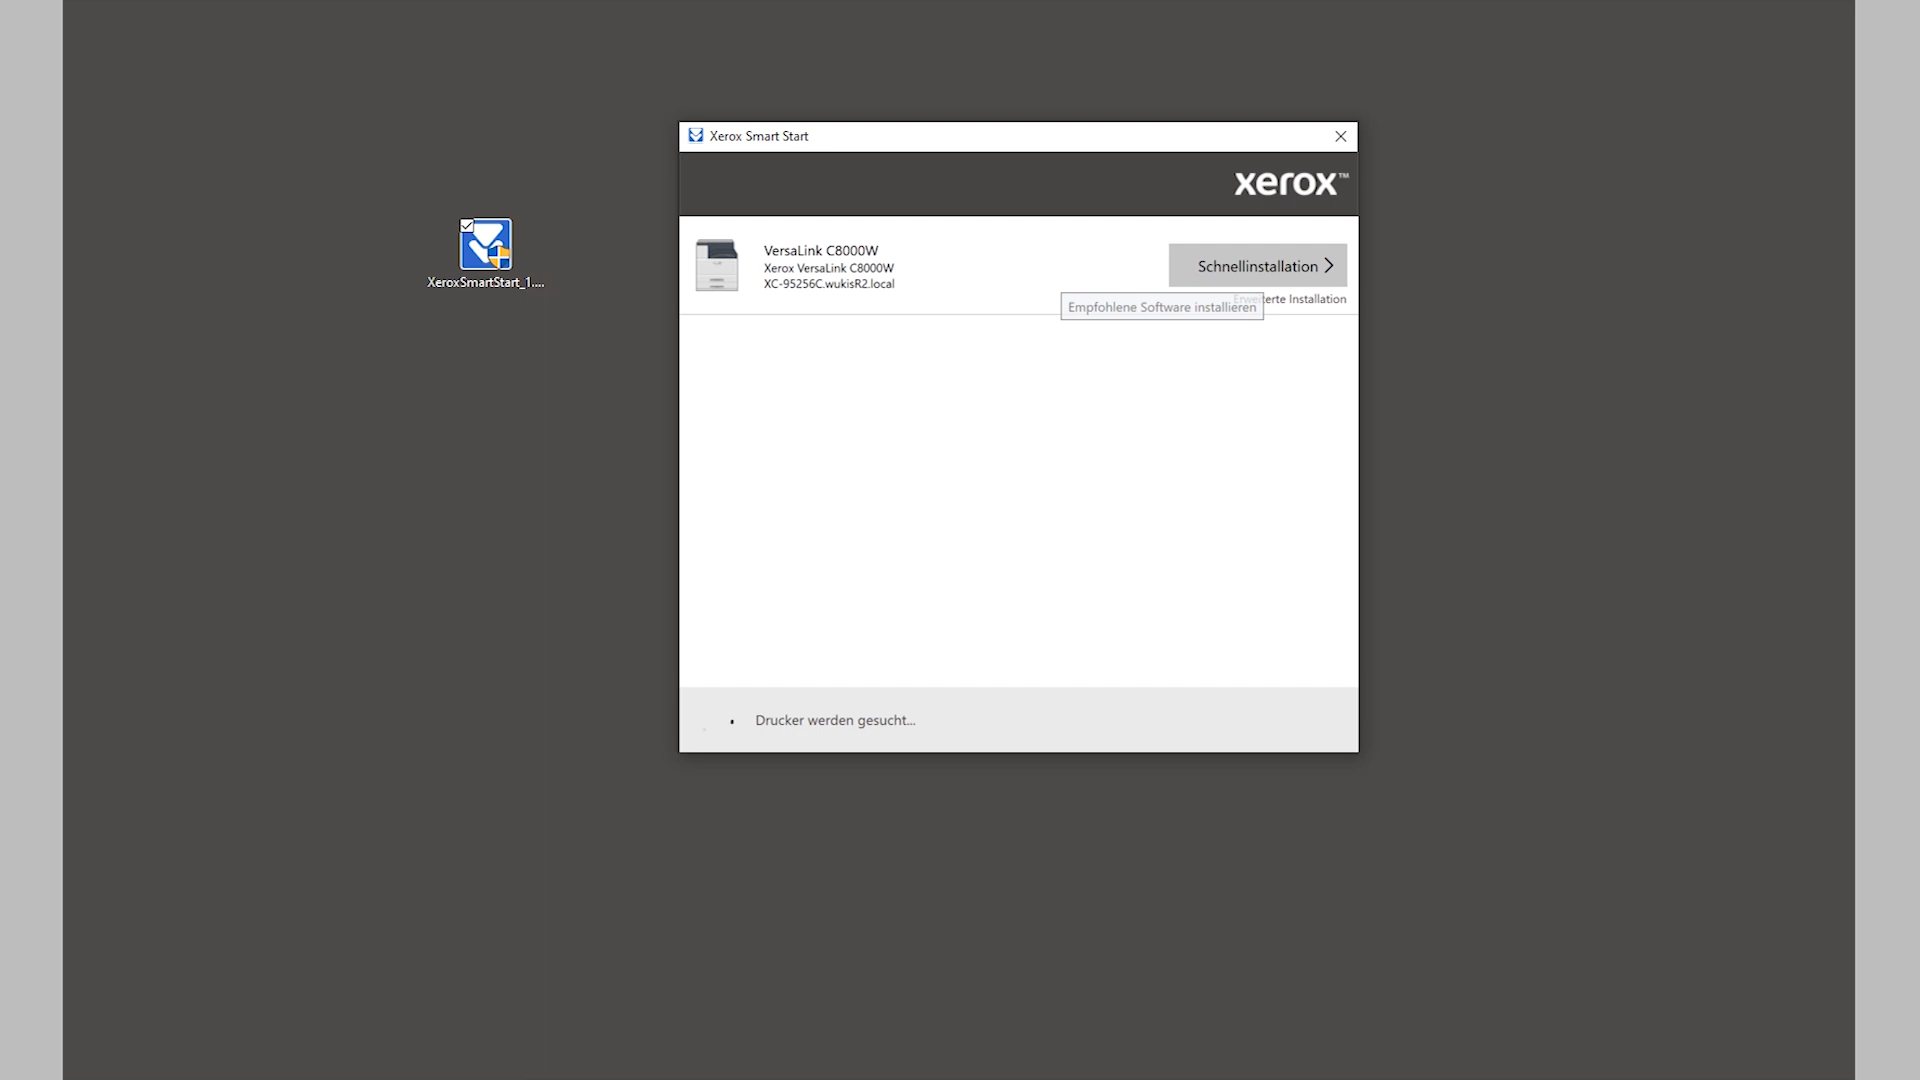 Xerox Smart Start
xerox™
XeroxSmartStart_1....
VersaLink C8000W
Xerox VersaLink C8000W
XC-95256C.wukisR2.local
Schnellinstallation
Erweiterte Installation
Empfohlene Software installieren
Drucker werden gesucht...